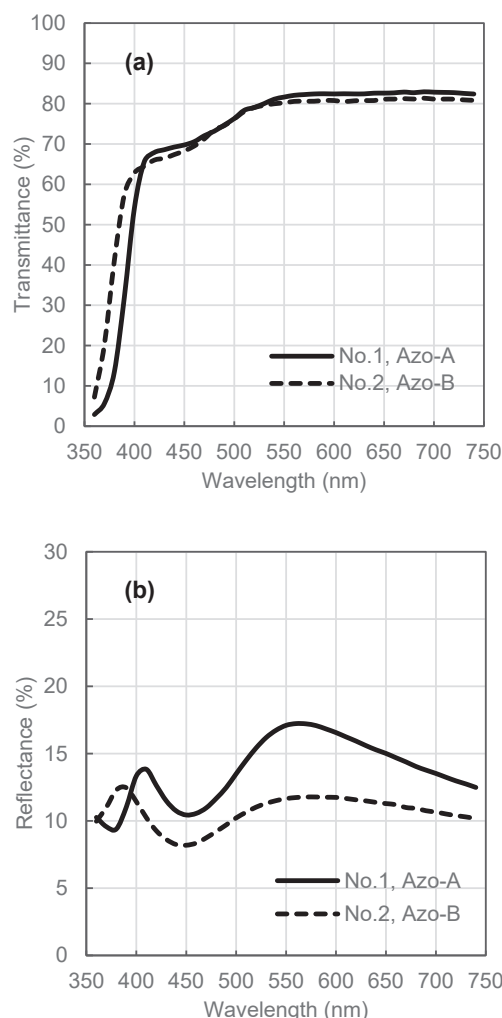 (a)
Transmittance (%)
100
90
80
70
60
50
40
30
20
10
0
No.1, Azo-A
No.2, Azo-B
350 400 450 500 550 600 650 700 750
Wavelength (nm)
(b)
Reflectance (%)
30
25
20
15
10
5
0
No.1, Azo-A
No.2, Azo-B
350 400 450 500 550 600 650 700 750
Wavelength (nm)